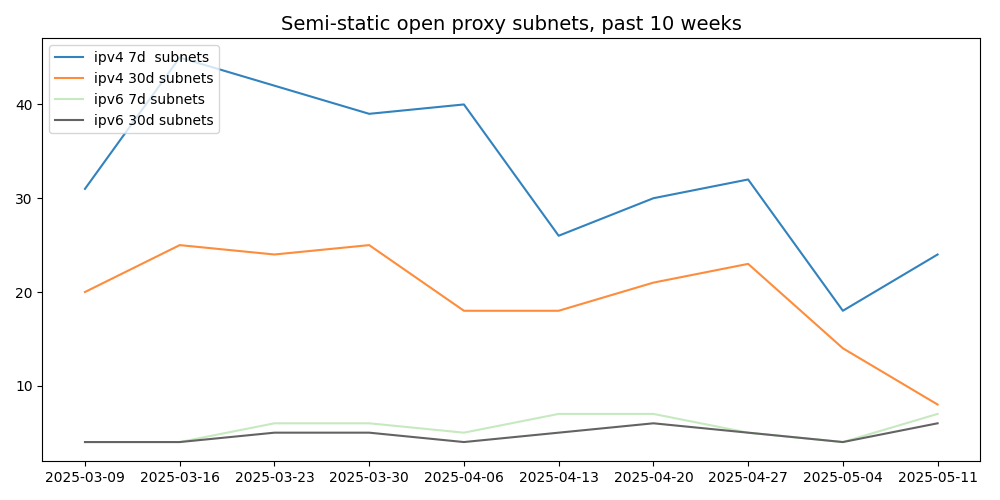 Semi-static open proxy subnets, past 10 weeks
ipv4 7d  subnets
ipv4 30d subnets
ipv6 7d subnets
ipv6 30d subnets
40
30
20
10
2025-03-09 2025-03-16 2025-03-23 2025-03-30 2025-04-06 2025-04-13 2025-04-20 2025-04-27 2025-05-04 2025-05-11